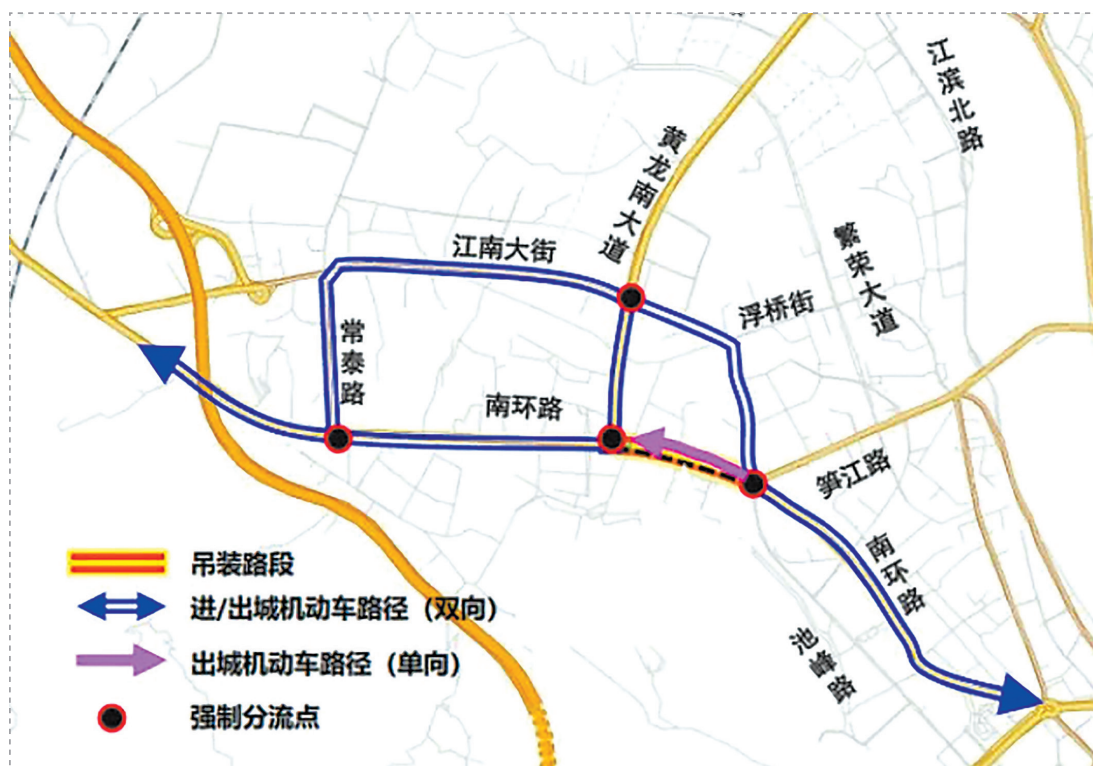 江滨北路
黄龙南大道
繁荣大道
江南大街
浮桥街
常泰路
南环路
笋江路
南环路
池峰路
吊装路段
进/出城机动车路径（双向）
出城机动车路径（单向）
强制分流点